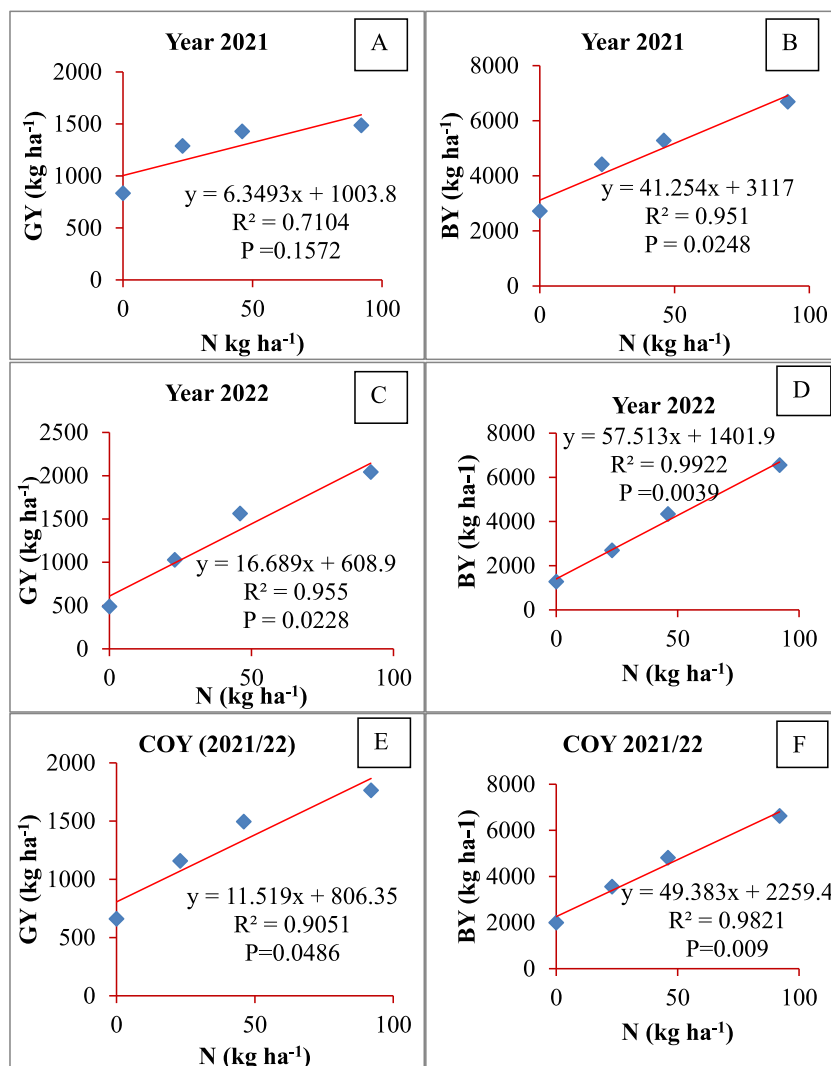 Year 2021
A
2000
1500
1000
500
0
0
50
100
GY (kg ha⁻¹)
y = 6.3493x + 1003.8
R² = 0.7104
P =0.1572
N kg ha⁻¹)
Year 2021
B
8000
6000
4000
2000
0
0
50
100
BY (kg ha⁻¹)
y = 41.254x + 3117
R² = 0.951
P = 0.0248
N (kg ha⁻¹)
Year 2022
C
2500
2000
1500
1000
500
0
0
50
100
GY (kg ha⁻¹)
y = 16.689x + 608.9
R² = 0.955
P = 0.0228
N (kg ha⁻¹)
D
Year 2022
y = 57.513x + 1401.9
R² = 0.9922
P =0.0039
8000
6000
4000
2000
0
0
50
100
BY (kg ha-1)
N (kg ha⁻¹)
COY (2021/22)
E
2000
1500
1000
500
0
0
50
100
GY (kg ha⁻¹)
y = 11.519x + 806.35
R² = 0.9051
P=0.0486
N (kg ha⁻¹)
COY 2021/22
F
8000
6000
4000
2000
0
0
50
100
BY (kg ha-1)
y = 49.383x + 2259.4
R² = 0.9821
P=0.009
N (kg ha⁻¹)